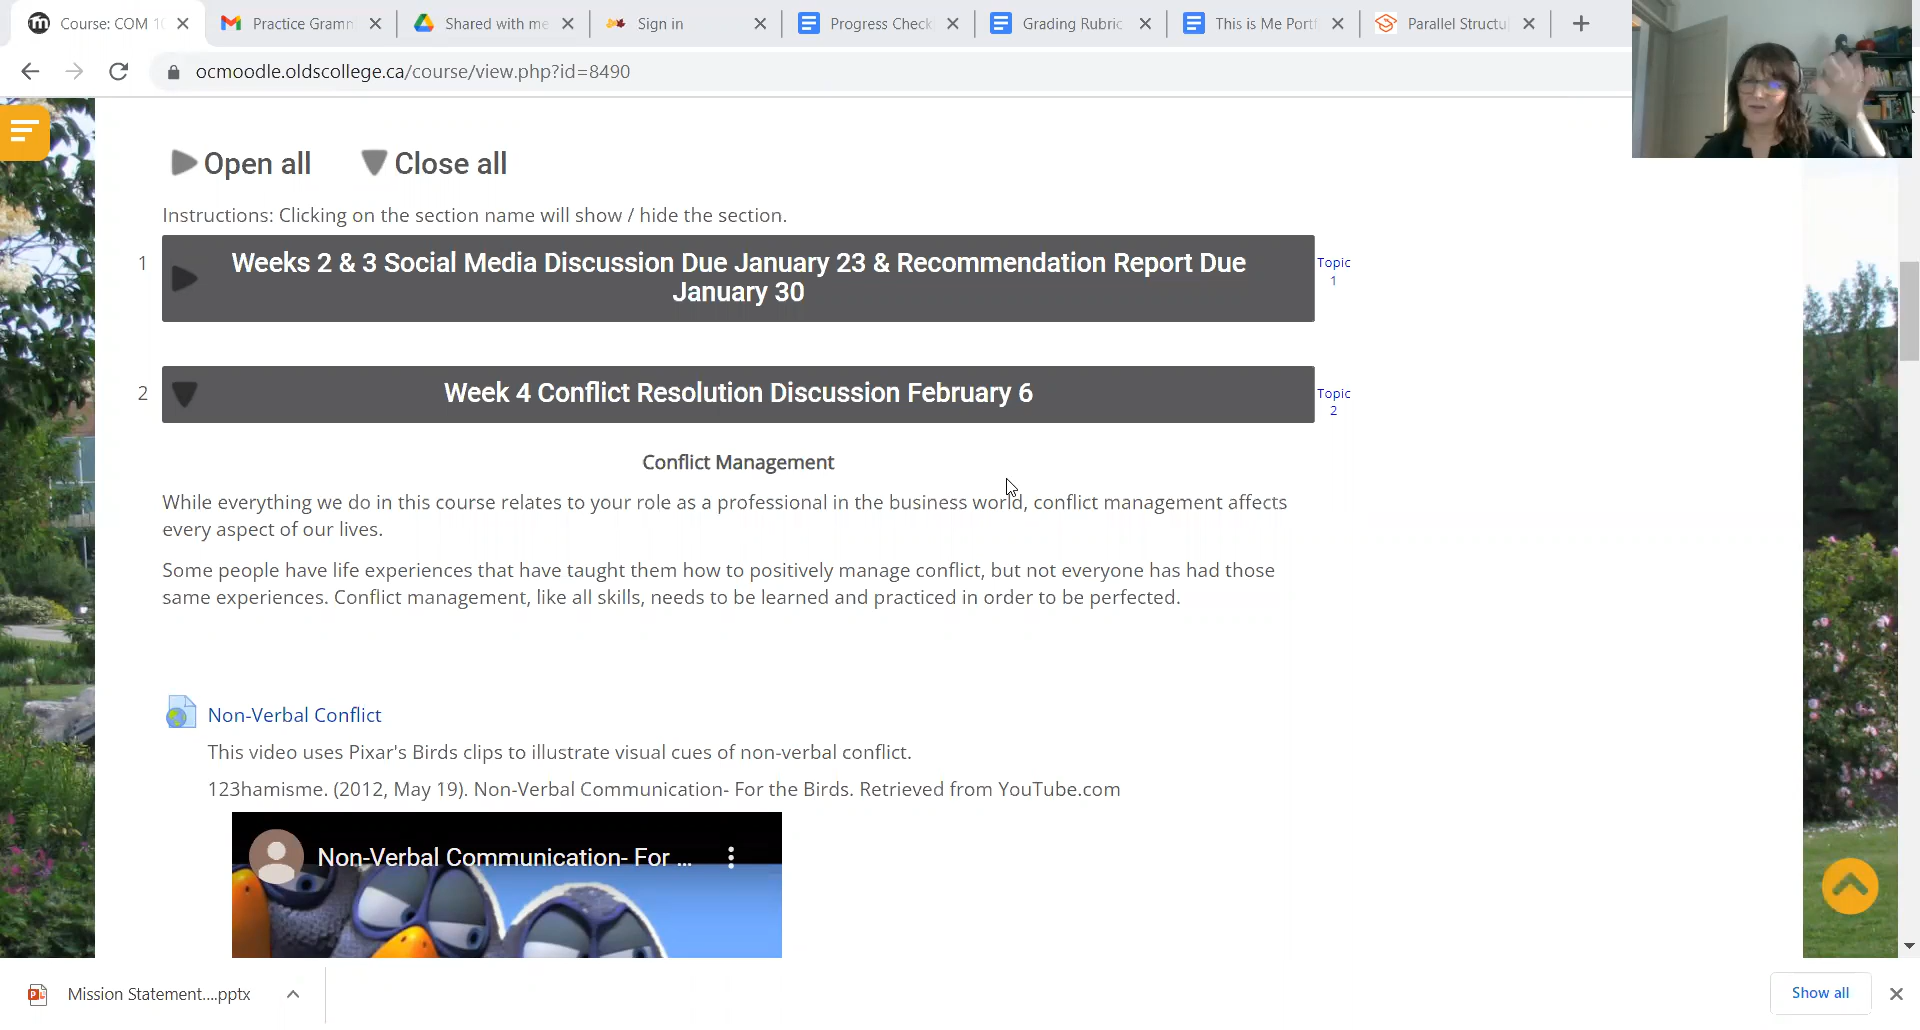 Course: COM 10
Practice Gramm
Shared with me
Sign in
Progress Check
Grading Rubric
This is Me Portf
Parallel Structu
ocmoodle.oldscollege.ca/course/view.php?id=8490
Open all
Close all
Instructions: Clicking on the section name will show / hide the section.
1
Weeks 2 & 3 Social Media Discussion Due January 23 & Recommendation Report Due
January 30
Topic
1
2
Week 4 Conflict Resolution Discussion February 6
Topic
2
Conflict Management
While everything we do in this course relates to your role as a professional in the business world, conflict management affects
every aspect of our lives.
Some people have life experiences that have taught them how to positively manage conflict, but not everyone has had those
same experiences. Conflict management, like all skills, needs to be learned and practiced in order to be perfected.
Non-Verbal Conflict
This video uses Pixar's Birds clips to illustrate visual cues of non-verbal conflict.
123hamisme. (2012, May 19). Non-Verbal Communication- For the Birds. Retrieved from YouTube.com
Non-Verbal Communication- For ...
Mission Statement....pptx
Show all